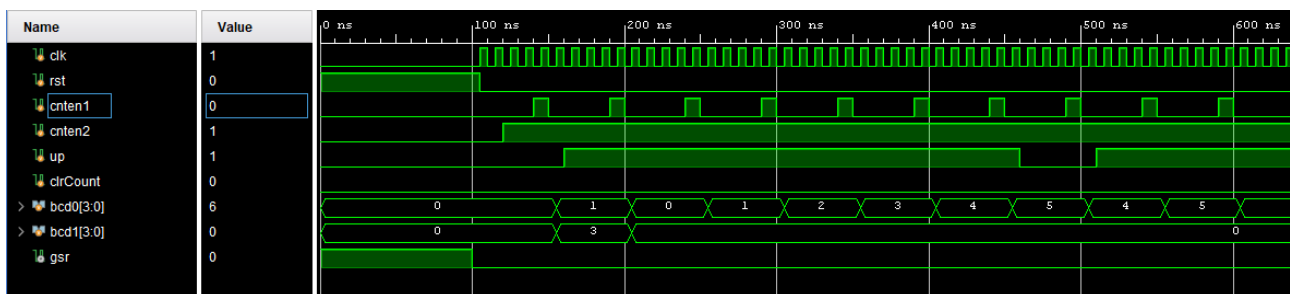 Name Value 0 ns 100 ns 200 ns 300 ns 400 ns 500 ns 600 ns
clk 1
rst 0
cnten1 0
cnten2 1
up 1
clrCount 0
> bcd0[3:0] 6 0 1 0 1 2 3 4 5 4 5
> bcd1[3:0] 0 0 3 0
gsr 0